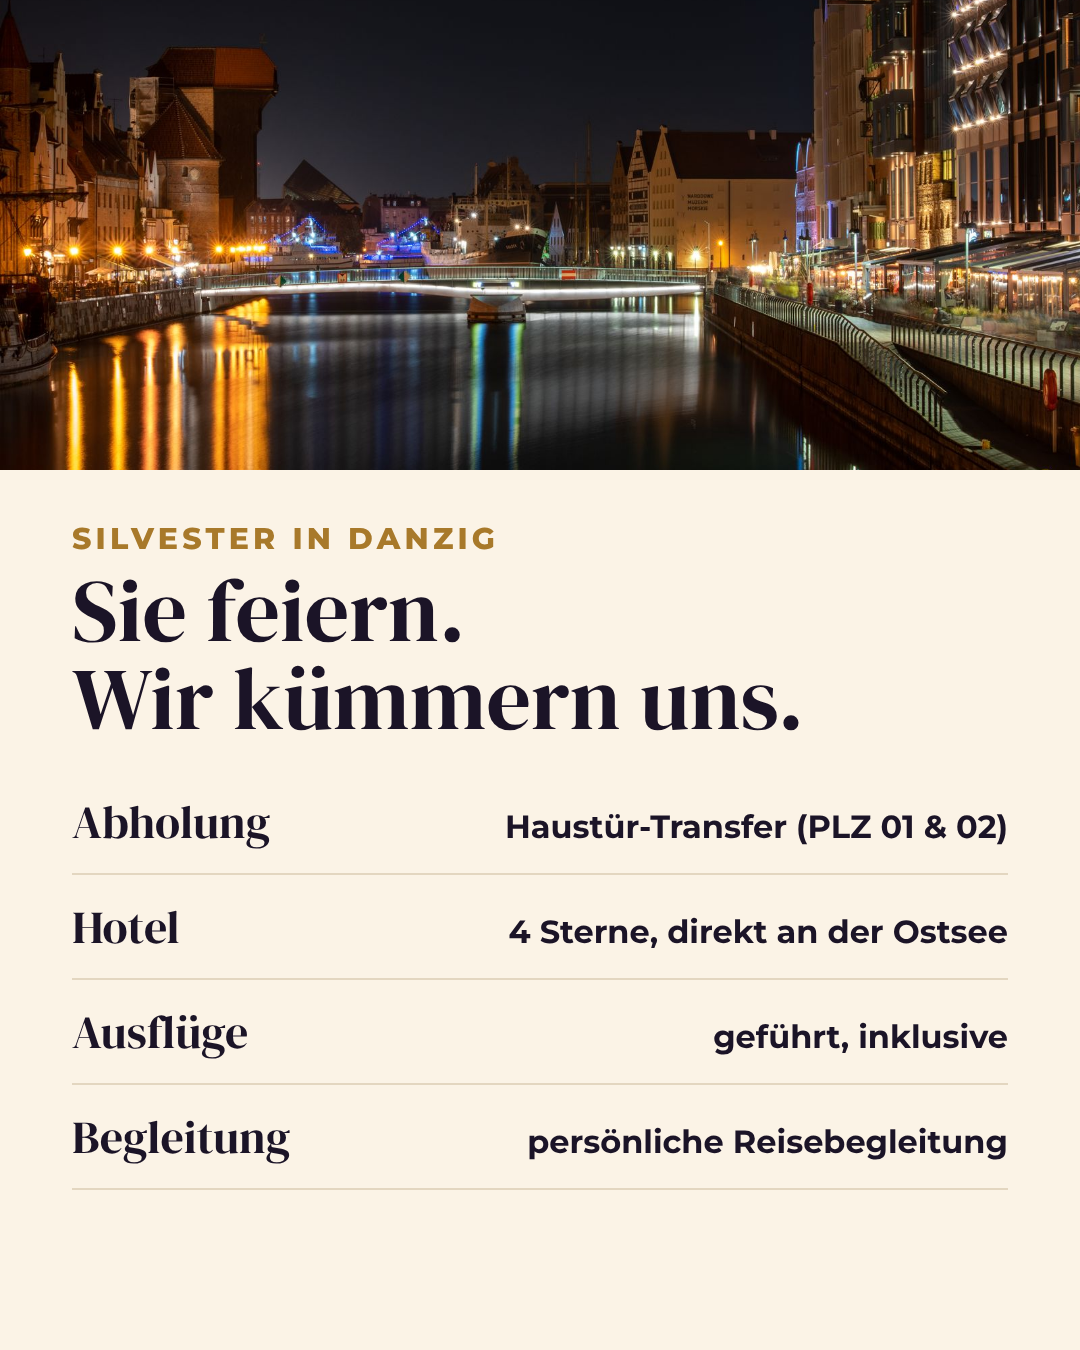 SILVESTER IN DANZIG
Sie feiern.
Wir kümmern uns.
Abholung Haustür-Transfer (PLZ 01 & 02)
Hotel 4 Sterne, direkt an der Ostsee
Ausflüge geführt, inklusive
Begleitung persönliche Reisebegleitung